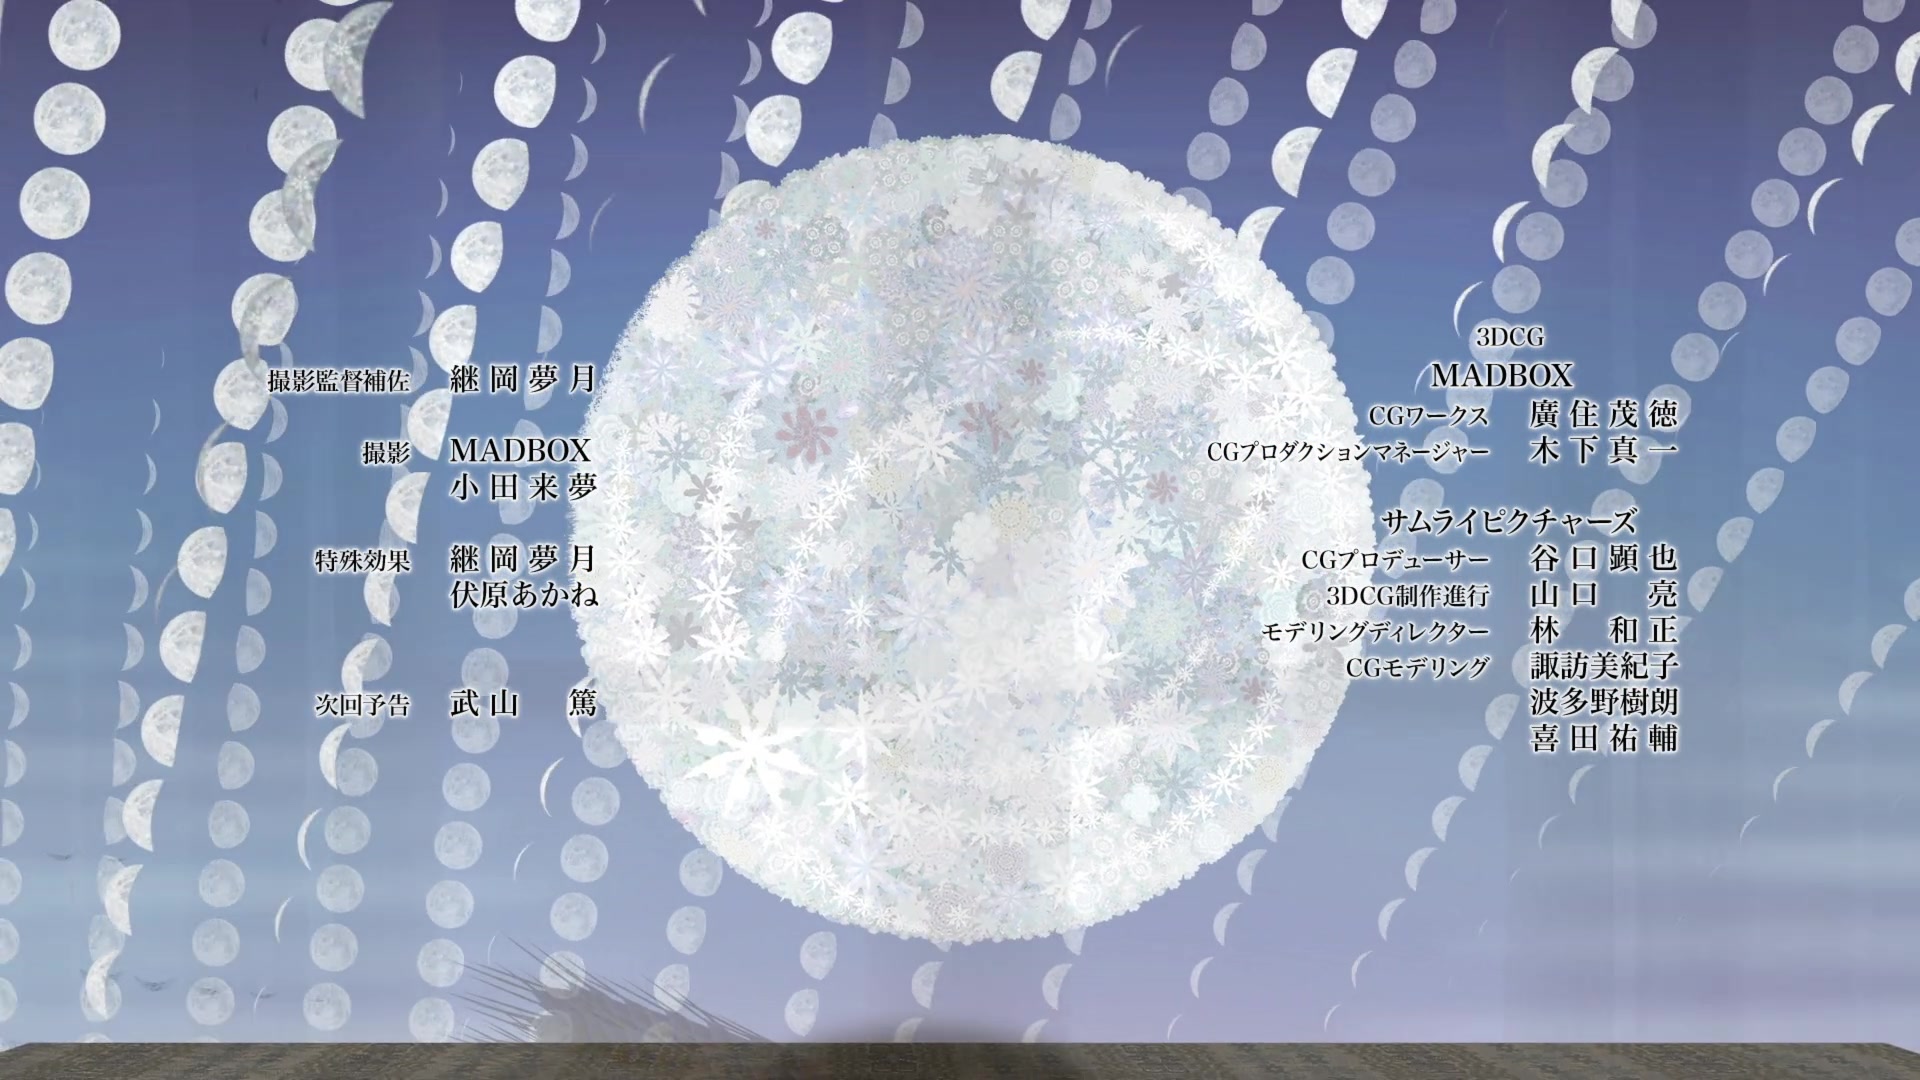 撮影監督補佐 継岡夢月
撮影 MADBOX
小田来夢
特殊効果 継岡夢月
伏原あかね
次回予告 武山 篤
3DCG
MADBOX
CGワークス 廣住茂徳
CGプロダクションマネージャー 木下真一
サムライピクチャーズ
CGプロデューサー 谷口顕也
3DCG制作進行 山口 亮
モデリングディレクター 林 和正
CGモデリング 諏訪美紀子
波多野樹朗
喜田祐輔